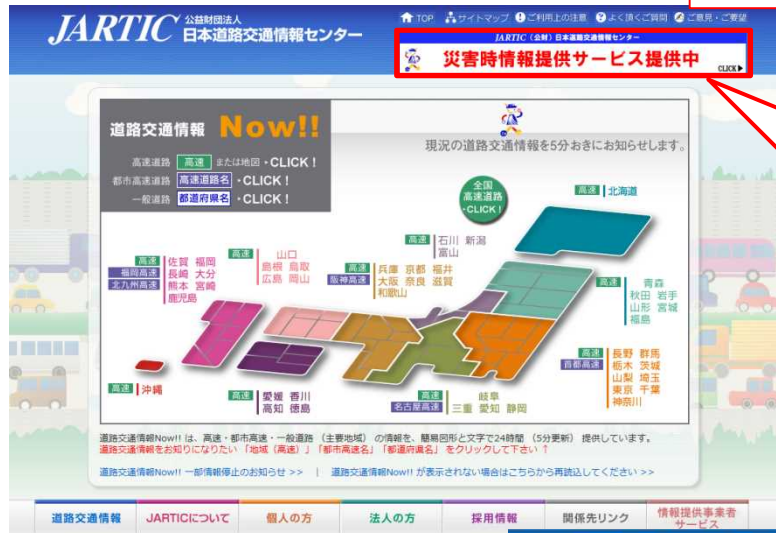 JARTIC 公益財団法人
日本道路交通情報センター
TOP サイトマップ ご利用上の注意 よく頂くご質問 ご意見・ご要望
JARTIC（公財）日本道路交通情報センター
災害時情報提供サービス提供中
CLICK▶
道路交通情報 Now!!
現況の道路交通情報を5分おきにお知らせします。
高速道路 高速 または地図・CLICK！
都市高速道路 高速道路名・CLICK！
一般道路 都道府県名・CLICK！
全国
高速道路
・CLICK！
高速 北海道
高速 石川 新潟
富山
高速 佐賀 福岡
福岡高速 長崎 大分
北九州高速 熊本 宮崎
鹿児島
高速 山口
島根 鳥取
広島 岡山
高速 兵庫 京都 福井
阪神高速 大阪 奈良 滋賀
和歌山
高速 青森
秋田 岩手
山形 宮城
福島
高速 長野 群馬
首都高速 栃木 茨城
山梨 埼玉
東京 千葉
神奈川
高速 沖縄
高速 愛媛 香川
高知 徳島
高速 岐阜
名古屋高速 三重 愛知 静岡
道路交通情報Now!! は、高速・都市高速・一般道路 （主要地域） の情報を、簡易図形と文字で24時間 （5分更新） 提供しています。
道路交通情報をお知りになりたい 「地域（高速）」 「都市高速名」 「都道府県名」 をクリックして下さい ↑
道路交通情報Now!! 一部情報停止のお知らせ >> | 道路交通情報Now!! が表示されない場合はこちらから再読込してください >>
道路交通情報 JARTICについて 個人の方 法人の方 採用情報 関係先リンク 情報提供事業者
サービス